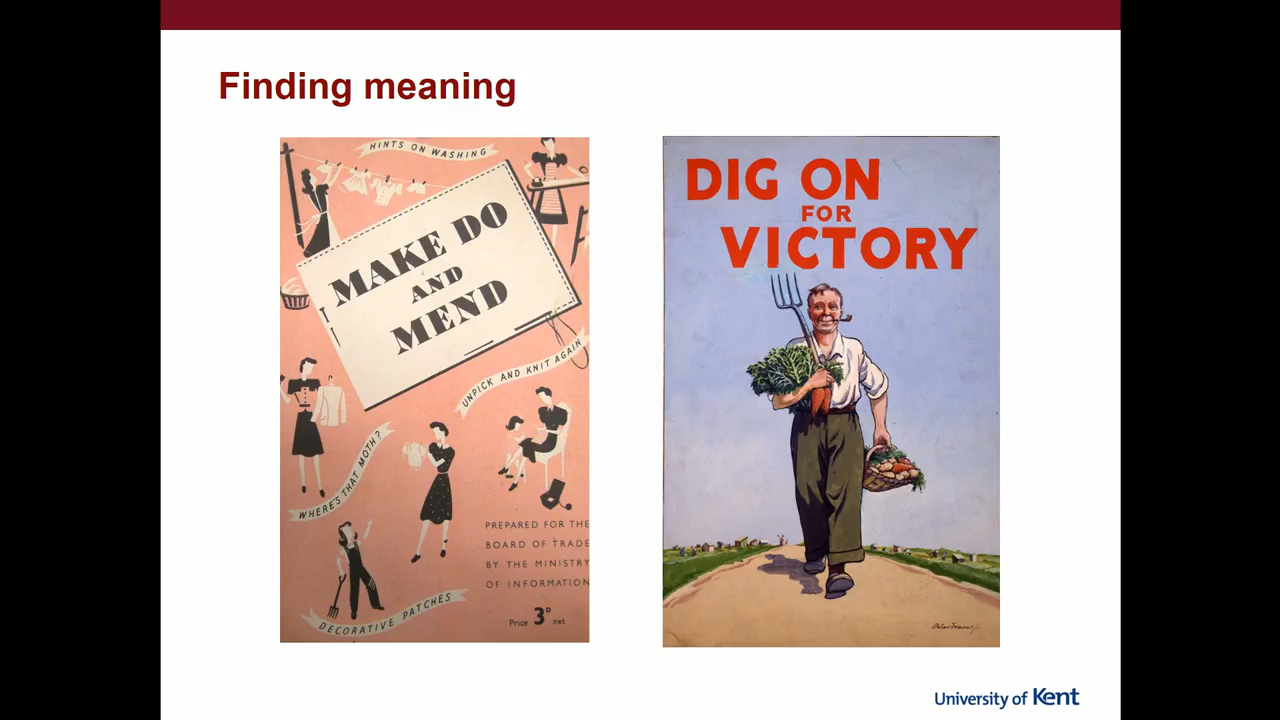 Finding meaning
HINTS ON WASHING
MAKE DO
AND
MEND
UNPICK AND KNIT AGAIN
WHERE'S THAT MOTH?
DECORATIVE PATCHES
PREPARED FOR THE
BOARD OF TRADE
BY THE MINISTRY
OF INFORMATION
Price 3D net
DIG ON
FOR
VICTORY
University of Kent